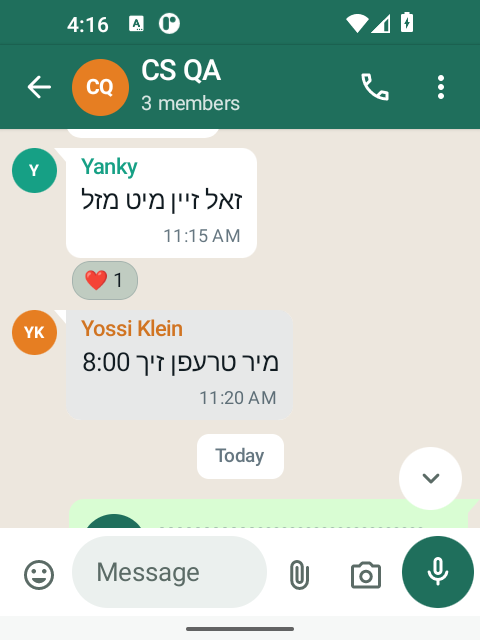 4:16
A
CQ
CS QA
3 members
Y
Yanky
זאל זיין מיט מזל
11:15 AM
❤️ 1
YK
Yossi Klein
מיר טרעפן זיך 8:00
11:20 AM
Today
Message